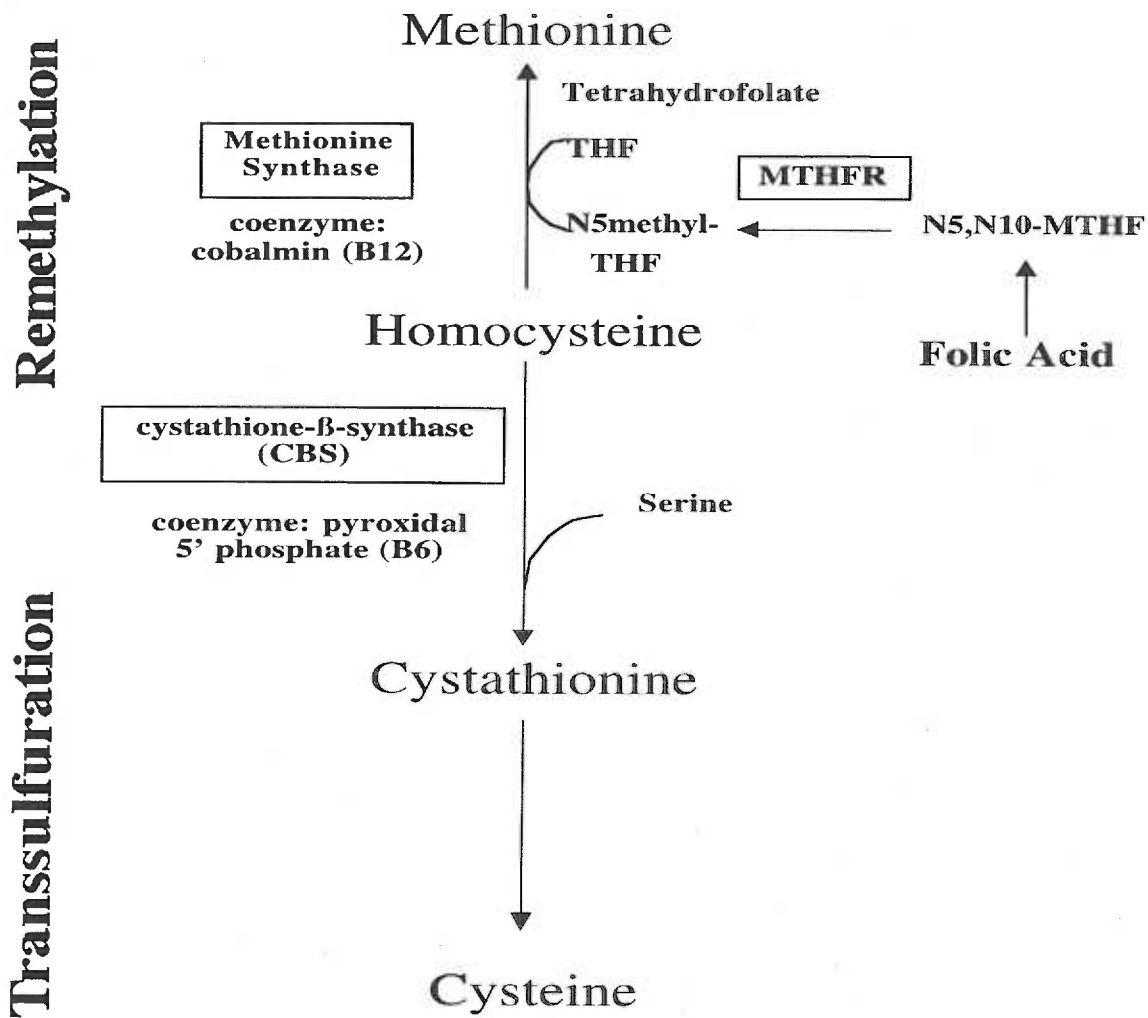 Remethylation
Methionine
Tetrahydrofolate
Methionine
Synthase
THF
MTHFR
coenzyme:
cobalmin (B12)
N5methyl-
THF
N5,N10-MTHF
Homocysteine
Folic Acid
Transsulfuration
cystathione-ß-synthase
(CBS)
Serine
coenzyme: pyroxidal
5' phosphate (B6)
Cystathionine
Cysteine